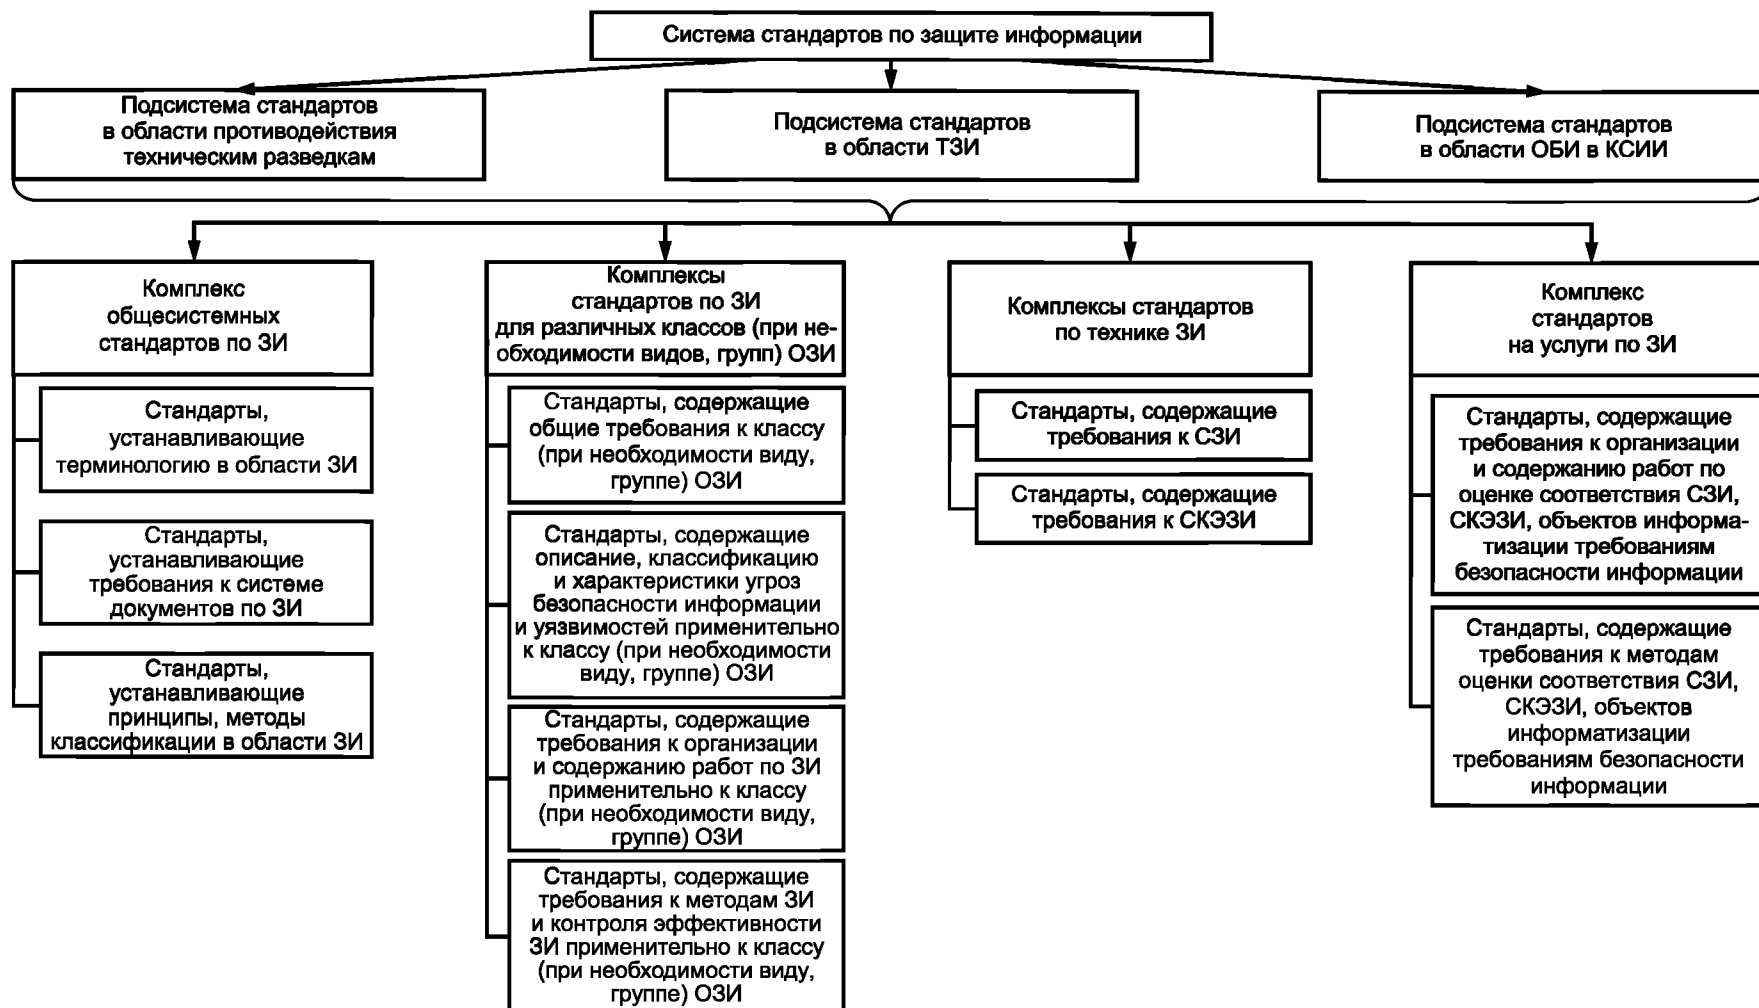 Система стандартов по защите информации
Подсистема стандартов
в области противодействия
техническим разведкам
Подсистема стандартов
в области ТЗИ
Подсистема стандартов
в области ОБИ в КСИИ
Комплекс
общесистемных
стандартов по ЗИ
Стандарты,
устанавливающие
терминологию в области ЗИ
Стандарты,
устанавливающие
требования к системе
документов по ЗИ
Стандарты,
устанавливающие
принципы, методы
классификации в области ЗИ
Комплексы
стандартов по ЗИ
для различных классов (при не-
обходимости видов, групп) ОЗИ
Стандарты, содержащие
общие требования к классу
(при необходимости виду,
группе) ОЗИ
Стандарты, содержащие
описание, классификацию
и характеристики угроз
безопасности информации
и уязвимостей применительно
к классу (при необходимости
виду, группе) ОЗИ
Стандарты, содержащие
требования к организации
и содержанию работ по ЗИ
применительно к классу
(при необходимости виду,
группе) ОЗИ
Стандарты, содержащие
требования к методам ЗИ
и контроля эффективности
ЗИ применительно к классу
(при необходимости виду,
группе) ОЗИ
Комплексы стандартов
по технике ЗИ
Стандарты, содержащие
требования к СЗИ
Стандарты, содержащие
требования к СКЭЗИ
Комплекс
стандартов
на услуги по ЗИ
Стандарты, содержащие
требования к организации
и содержанию работ по
оценке соответствия СЗИ,
СКЭЗИ, объектов информа-
тизации требованиям
безопасности информации
Стандарты, содержащие
требования к методам
оценки соответствия СЗИ,
СКЭЗИ, объектов
информатизации
требованиям безопасности
информации